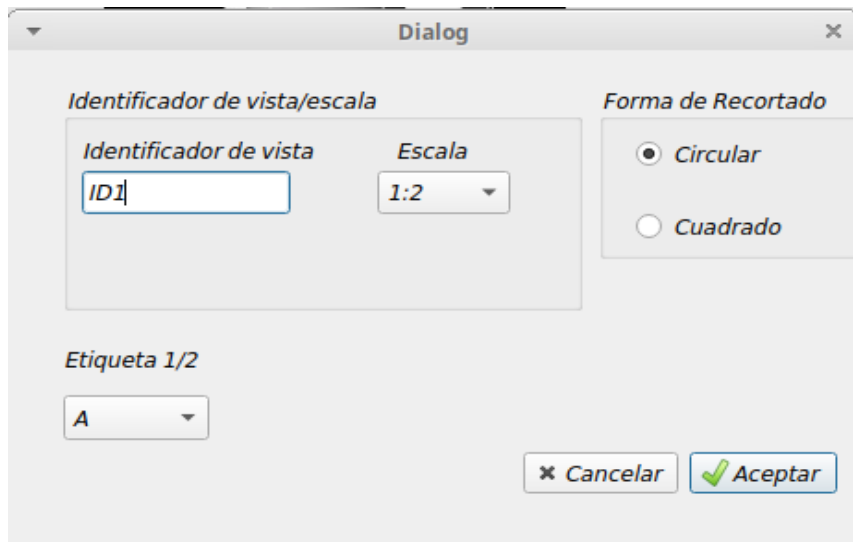 Dialog
Identificador de vista/escala
Forma de Recortado
Identificador de vista
Escala
Circular
ID1
1:2
Cuadrado
Etiqueta 1/2
A
Cancelar
Aceptar